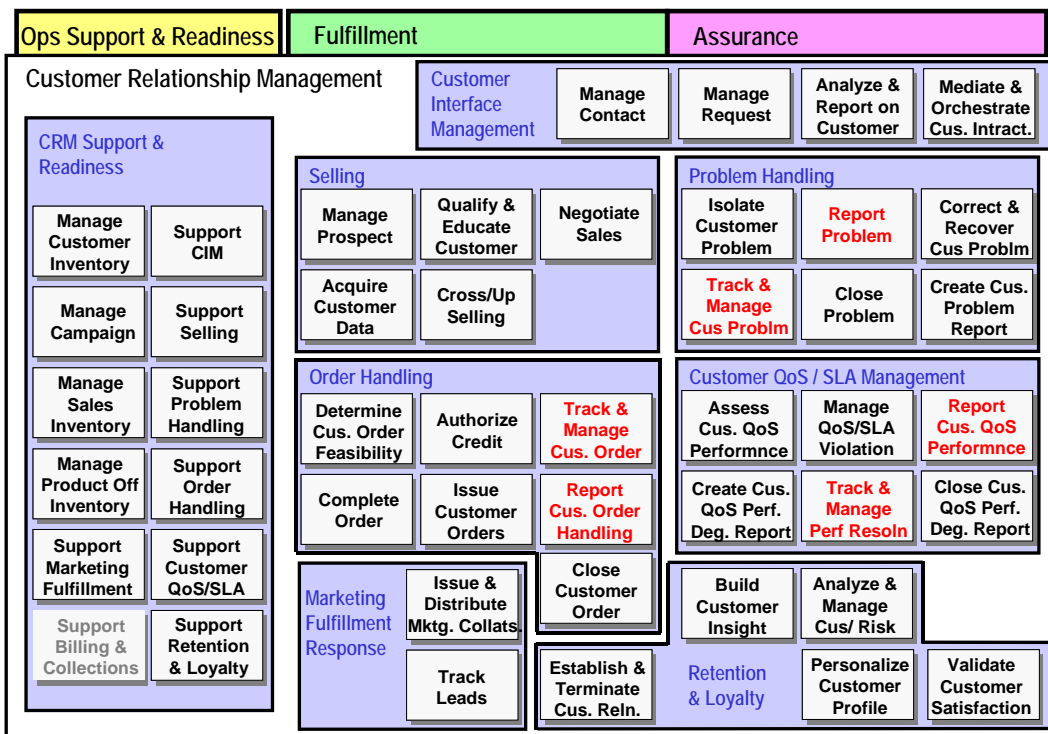 Ops Support & Readiness
Fulfillment
Assurance
Customer Relationship Management
Customer
Interface
Management
Manage
Contact
Manage
Request
Analyze &
Report on
Customer
Mediate &
Orchestrate
Cus. Intract.
CRM Support &
Readiness
Manage
Customer
Inventory
Support
CIM
Manage
Campaign
Support
Selling
Manage
Sales
Inventory
Support
Problem
Handling
Manage
Product Off
Inventory
Support
Order
Handling
Support
Marketing
Fulfillment
Support
Customer
QoS/SLA
Support
Billing &
Collections
Support
Retention
& Loyalty
Selling
Manage
Prospect
Qualify &
Educate
Customer
Negotiate
Sales
Acquire
Customer
Data
Cross/Up
Selling
Problem Handling
Isolate
Customer
Problem
Report
Problem
Correct &
Recover
Cus Problm
Track &
Manage
Cus Problm
Close
Problem
Create Cus.
Problem
Report
Order Handling
Determine
Cus. Order
Feasibility
Authorize
Credit
Track &
Manage
Cus. Order
Complete
Order
Issue
Customer
Orders
Report
Cus. Order
Handling
Close
Customer
Order
Customer QoS / SLA Management
Assess
Cus. QoS
Performnce
Manage
QoS/SLA
Violation
Report
Cus. QoS
Performnce
Create Cus.
QoS Perf.
Deg. Report
Track &
Manage
Perf Resoln
Close Cus.
QoS Perf.
Deg. Report
Marketing
Fulfillment
Response
Issue &
Distribute
Mktg. Collats.
Track
Leads
Build
Customer
Insight
Analyze &
Manage
Cus/ Risk
Establish &
Terminate
Cus. Reln.
Retention
& Loyalty
Personalize
Customer
Profile
Validate
Customer
Satisfaction